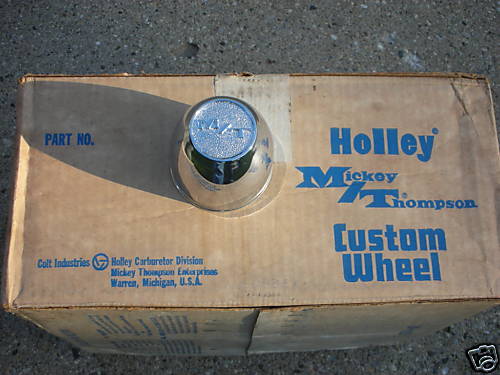 PART NO.
M/T
Holley®
Mickey
Thompson
Custom
Wheel
Colt Industries Holley Carburetor Division
Mickey Thompson Enterprises
Warren, Michigan, U.S.A.